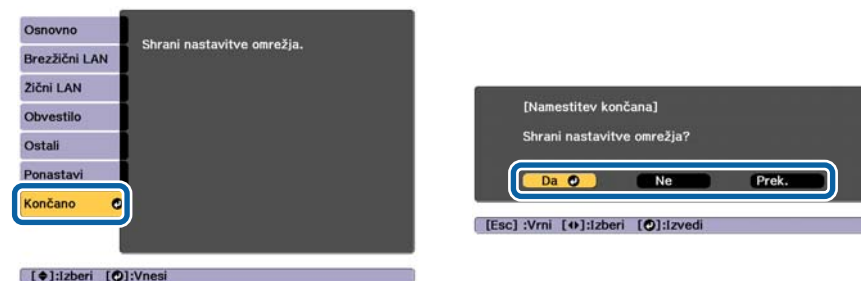 Osnovno
Brezžični LAN
Žični LAN
Obvestilo
Ostali
Ponastavi
Končano
Shrani nastavitve omrežja.
[ ]:Izberi [ ]:Vnesi
[Namestitev končana]
Shrani nastavitve omrežja?
Da Ne Prek.
[Esc] :Vrni [ ]:Izberi [ ]:Izvedi